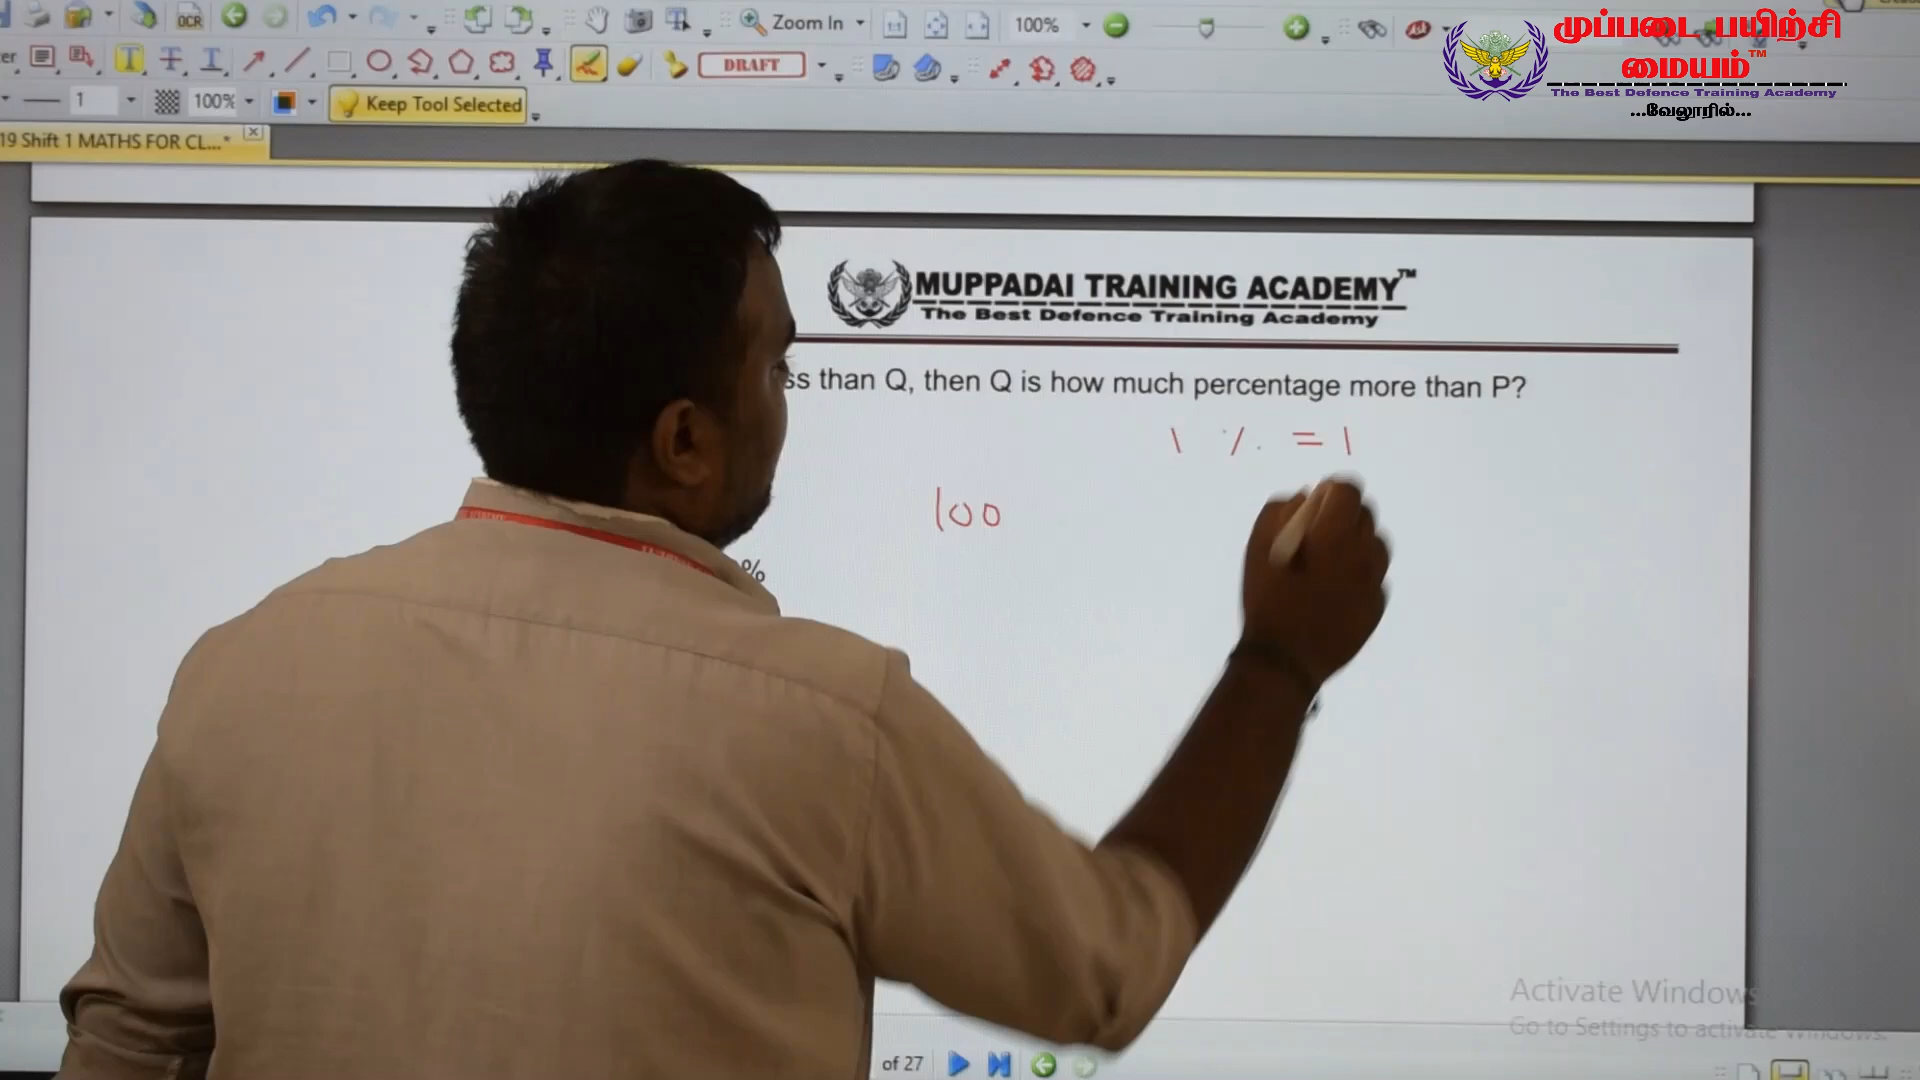 OCR
Zoom In
100%
முப்படை பயிற்சி
மையம்™
The Best Defence Training Academy
...வேலூரில்...
DRAFT
1
100%
Keep Tool Selected
19 Shift 1 MATHS FOR CL...*
MUPPADAI TRAINING ACADEMY™
The Best Defence Training Academy
than Q, then Q is how much percentage more than P?
1 % = 1
100
%
Activate Windows
Go to Settings to activate Windows.
of 27